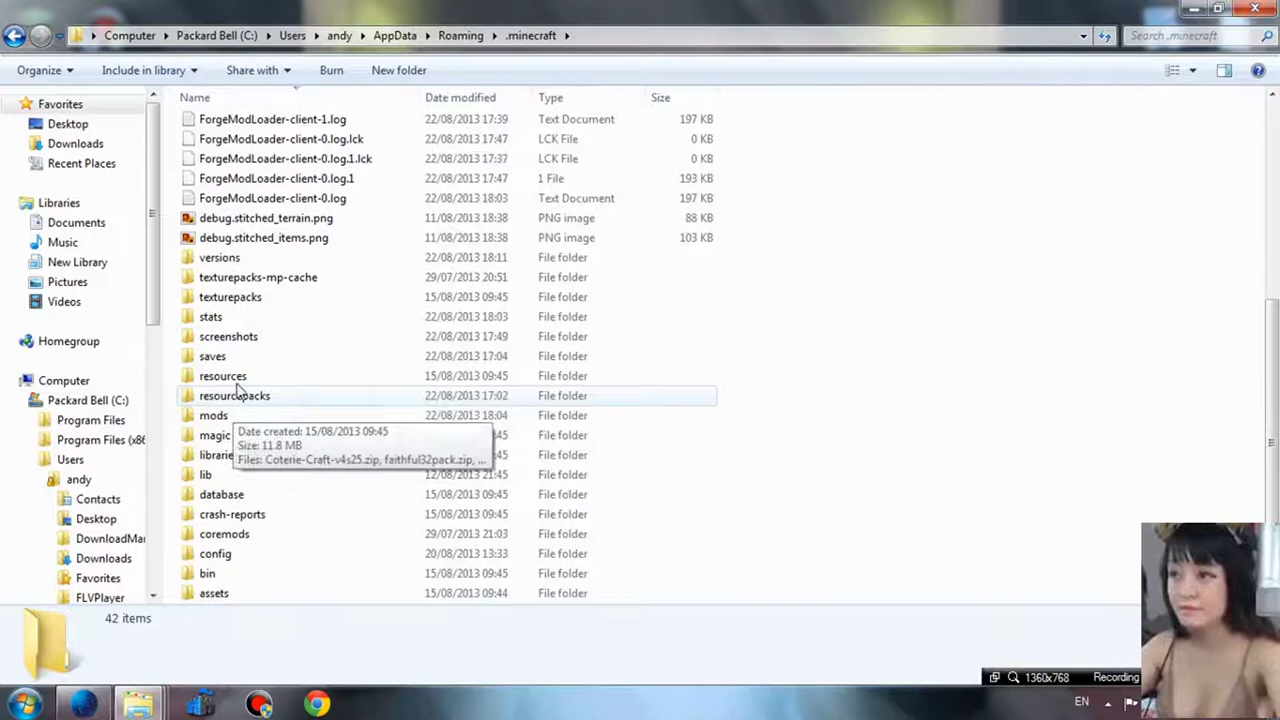 Computer Packard Bell (C:) Users andy AppData Roaming .minecraft Search .minecraft
Organize Include in library Share with Burn New folder
Favorites
Desktop
Downloads
Recent Places
Libraries
Documents
Music
New Library
Pictures
Videos
Homegroup
Computer
Packard Bell (C:)
Program Files
Program Files (x86
Users
andy
Contacts
Desktop
DownloadMa
Downloads
Favorites
FLVPlayer
Name Date modified Type Size
ForgeModLoader-client-1.log 22/08/2013 17:39 Text Document 197 KB
ForgeModLoader-client-0.log.lck 22/08/2013 17:47 LCK File 0 KB
ForgeModLoader-client-0.log.1.lck 22/08/2013 17:37 LCK File 0 KB
ForgeModLoader-client-0.log.1 22/08/2013 17:47 1 File 193 KB
ForgeModLoader-client-0.log 22/08/2013 18:03 Text Document 197 KB
debug.stitched_terrain.png 11/08/2013 18:38 PNG image 88 KB
debug.stitched_items.png 11/08/2013 18:38 PNG image 103 KB
versions 22/08/2013 18:11 File folder
texturepacks-mp-cache 29/07/2013 20:51 File folder
texturepacks 15/08/2013 09:45 File folder
stats 22/08/2013 18:03 File folder
screenshots 22/08/2013 17:49 File folder
saves 22/08/2013 17:04 File folder
resources 15/08/2013 09:45 File folder
resourcepacks 22/08/2013 17:02 File folder
mods 22/08/2013 18:04 File folder
magic :45 File folder
librarie :45 File folder
lib 12/08/2013 21:45 File folder
database 15/08/2013 09:45 File folder
crash-reports 15/08/2013 09:45 File folder
coremods 29/07/2013 21:03 File folder
config 20/08/2013 13:33 File folder
bin 15/08/2013 09:45 File folder
assets 15/08/2013 09:44 File folder
Date created: 15/08/2013 09:45
Size: 11.8 MB
Files: Coterie-Craft-v4s25.zip, faithful32pack.zip, ...
42 items
1360x768 Recording
EN